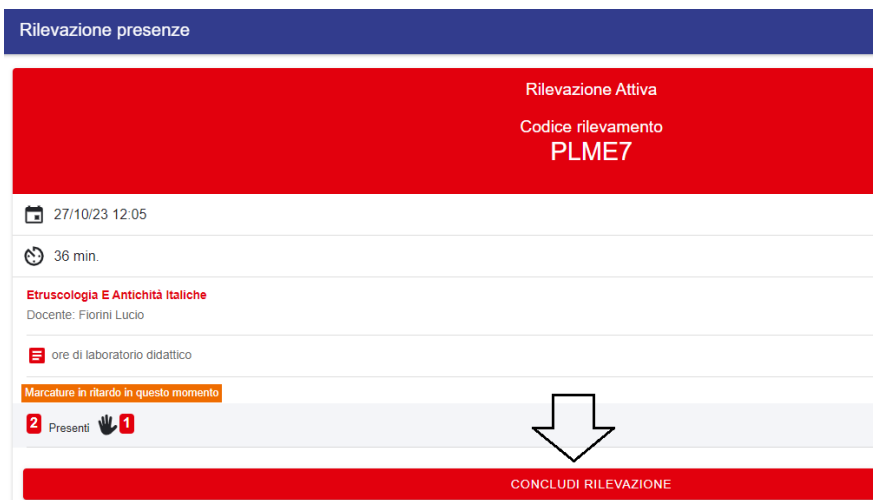 Rilevazione presenze
Rilevazione Attiva
Codice rilevamento
PLME7
27/10/23 12:05
36 min.
Etruscologia E Antichità Italiche
Docente: Fiorini Lucio
ore di laboratorio didattico
Marcature in ritardo in questo momento
2 Presenti 1
CONCLUDI RILEVAZIONE